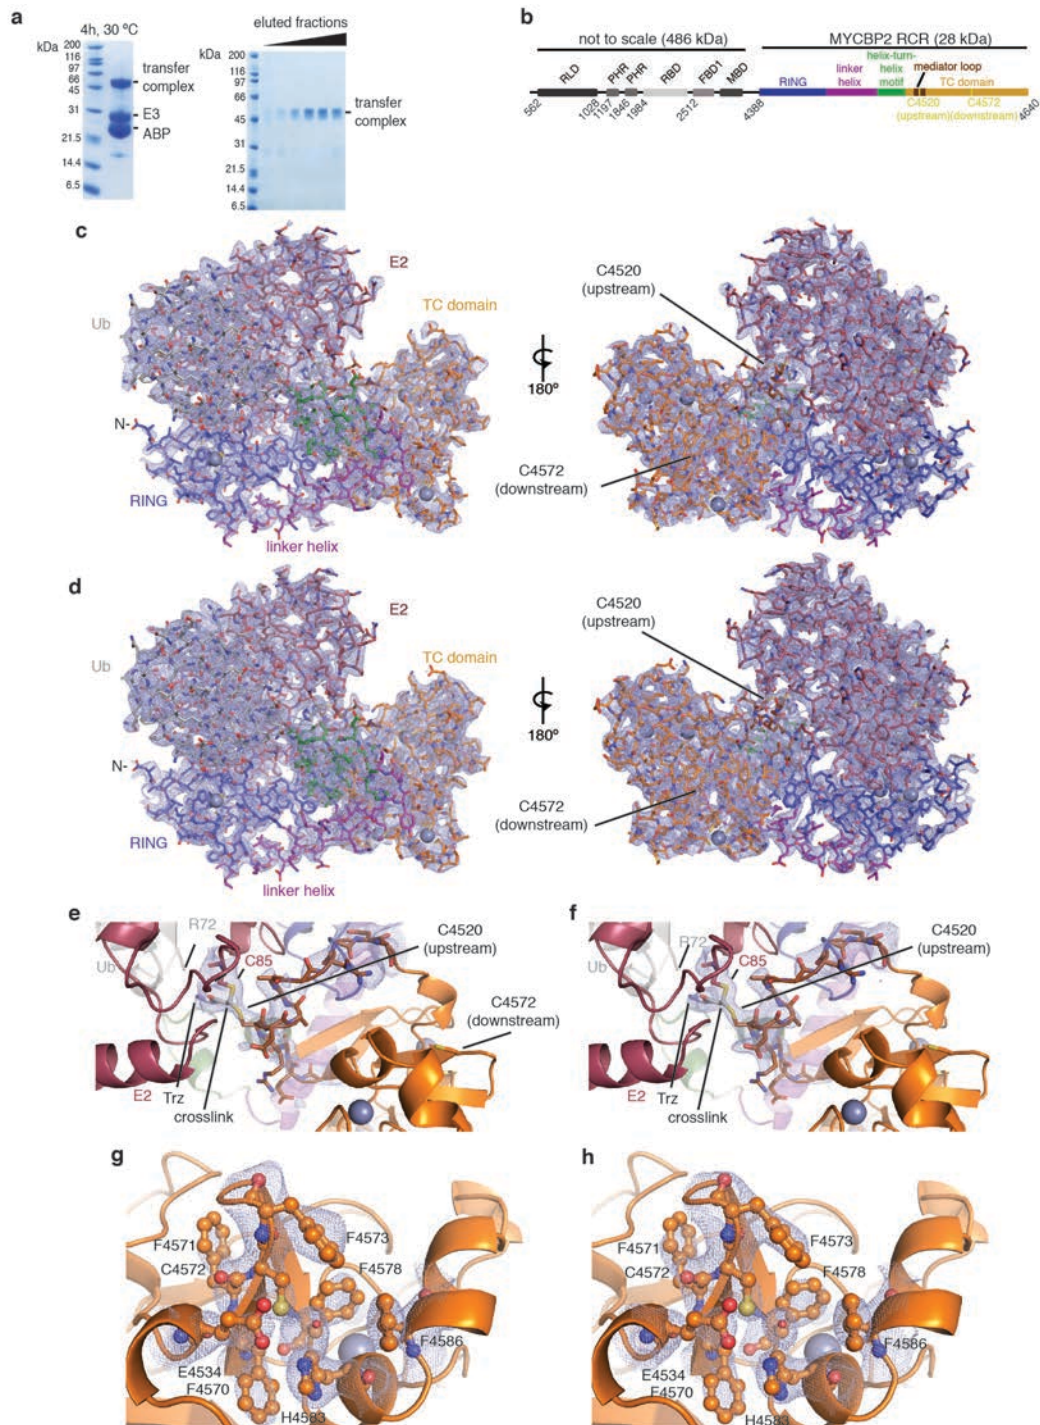 a
4h, 30 ºC
kDa
200
116
97
66
45
31
21.5
14.4
6.5
transfer
complex
E3
ABP
eluted fractions
kDa
200
116
97
66
45
31
21.5
14.4
6.5
transfer
complex
b
not to scale (486 kDa)
MYCBP2 RCR (28 kDa)
RLD
PHR
PHR
RBD
FBD1
MBD
RING
linker
helix
helix-turn-
helix
motif
mediator loop
TC domain
C4520
(upstream)
C4572
(downstream)
562
1028
1197
1846
1984
2512
4388
4640
c
E2
TC domain
Ub
N-
RING
linker helix
180º
C4520
(upstream)
C4572
(downstream)
d
E2
TC domain
Ub
N-
RING
linker helix
180º
C4520
(upstream)
C4572
(downstream)
e
R72
Ub
C85
C4520
(upstream)
C4572
(downstream)
E2
Trz
crosslink
f
R72
Ub
C85
C4520
(upstream)
E2
Trz
crosslink
g
F4571
C4572
F4573
F4578
F4586
E4534
F4570
H4583
h
F4571
C4572
F4573
F4578
F4586
E4534
F4570
H4583